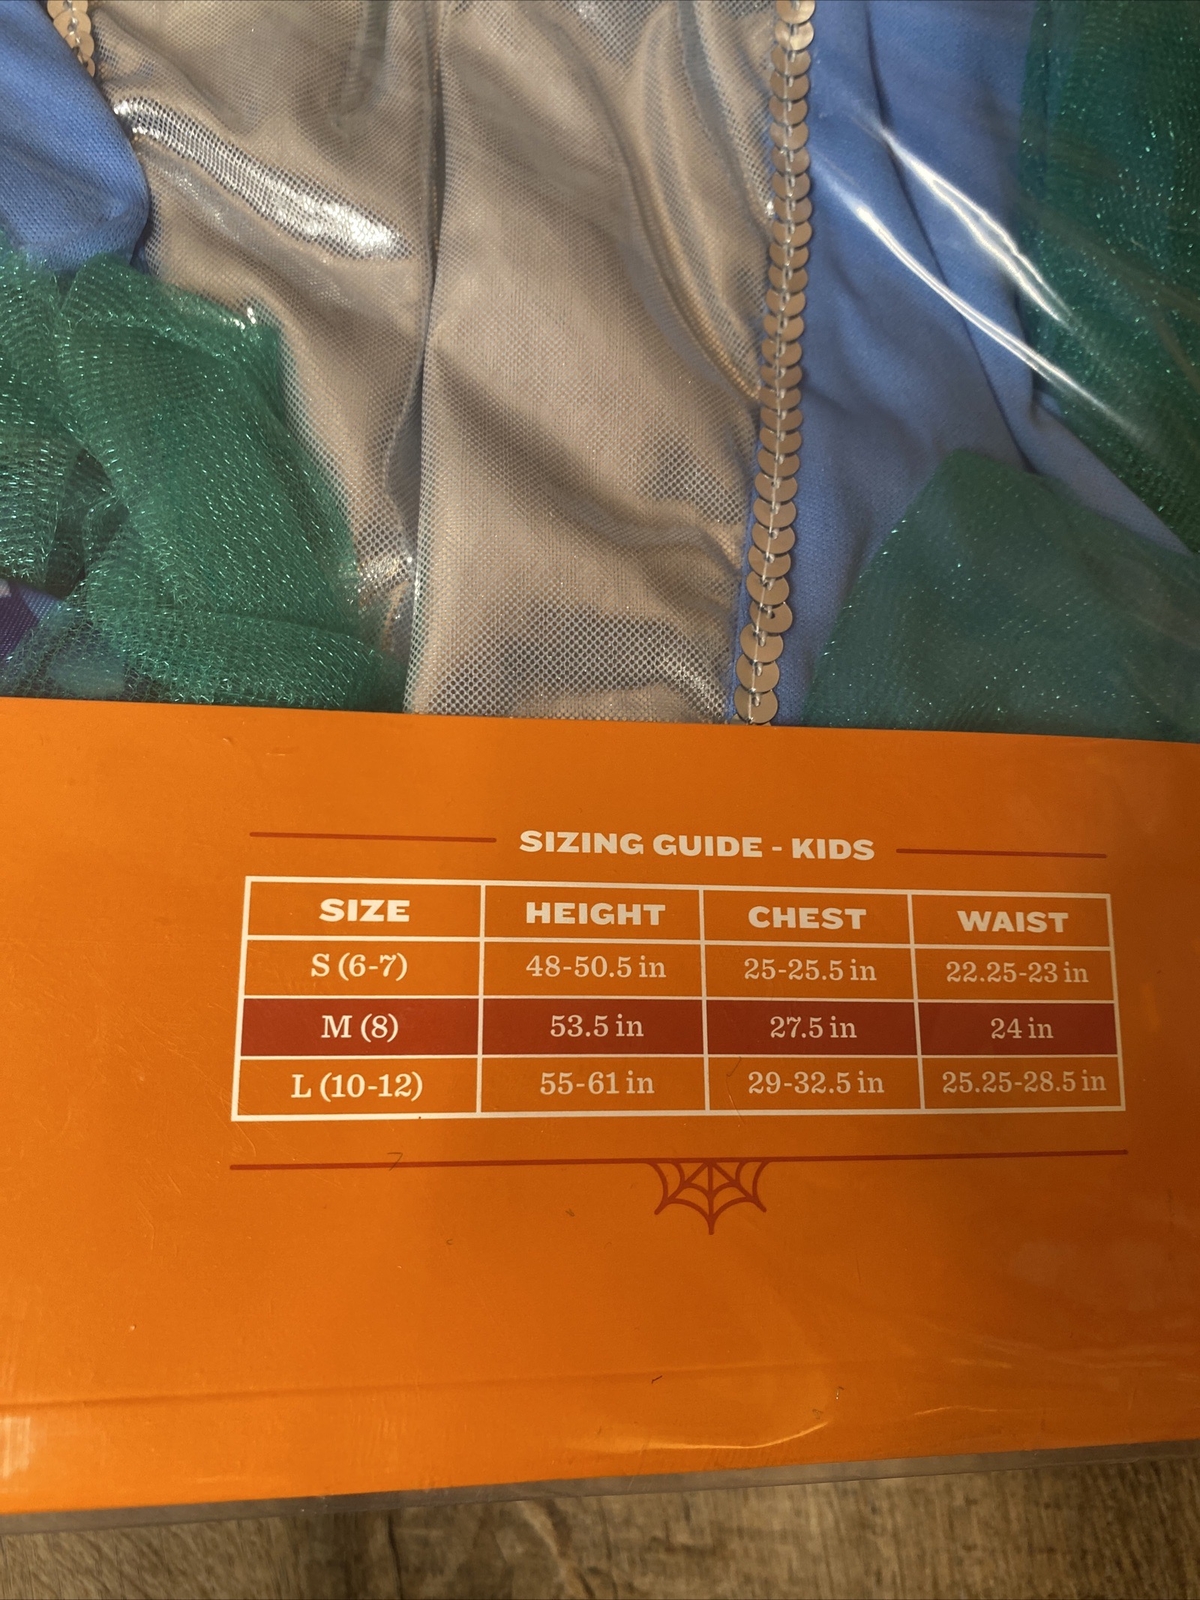 SIZING GUIDE - KIDS
SIZE HEIGHT CHEST WAIST
S (6-7) 48-50.5 in 25-25.5 in 22.25-23 in
M (8) 53.5 in 27.5 in 24 in
L (10-12) 55-61 in 29-32.5 in 25.25-28.5 in